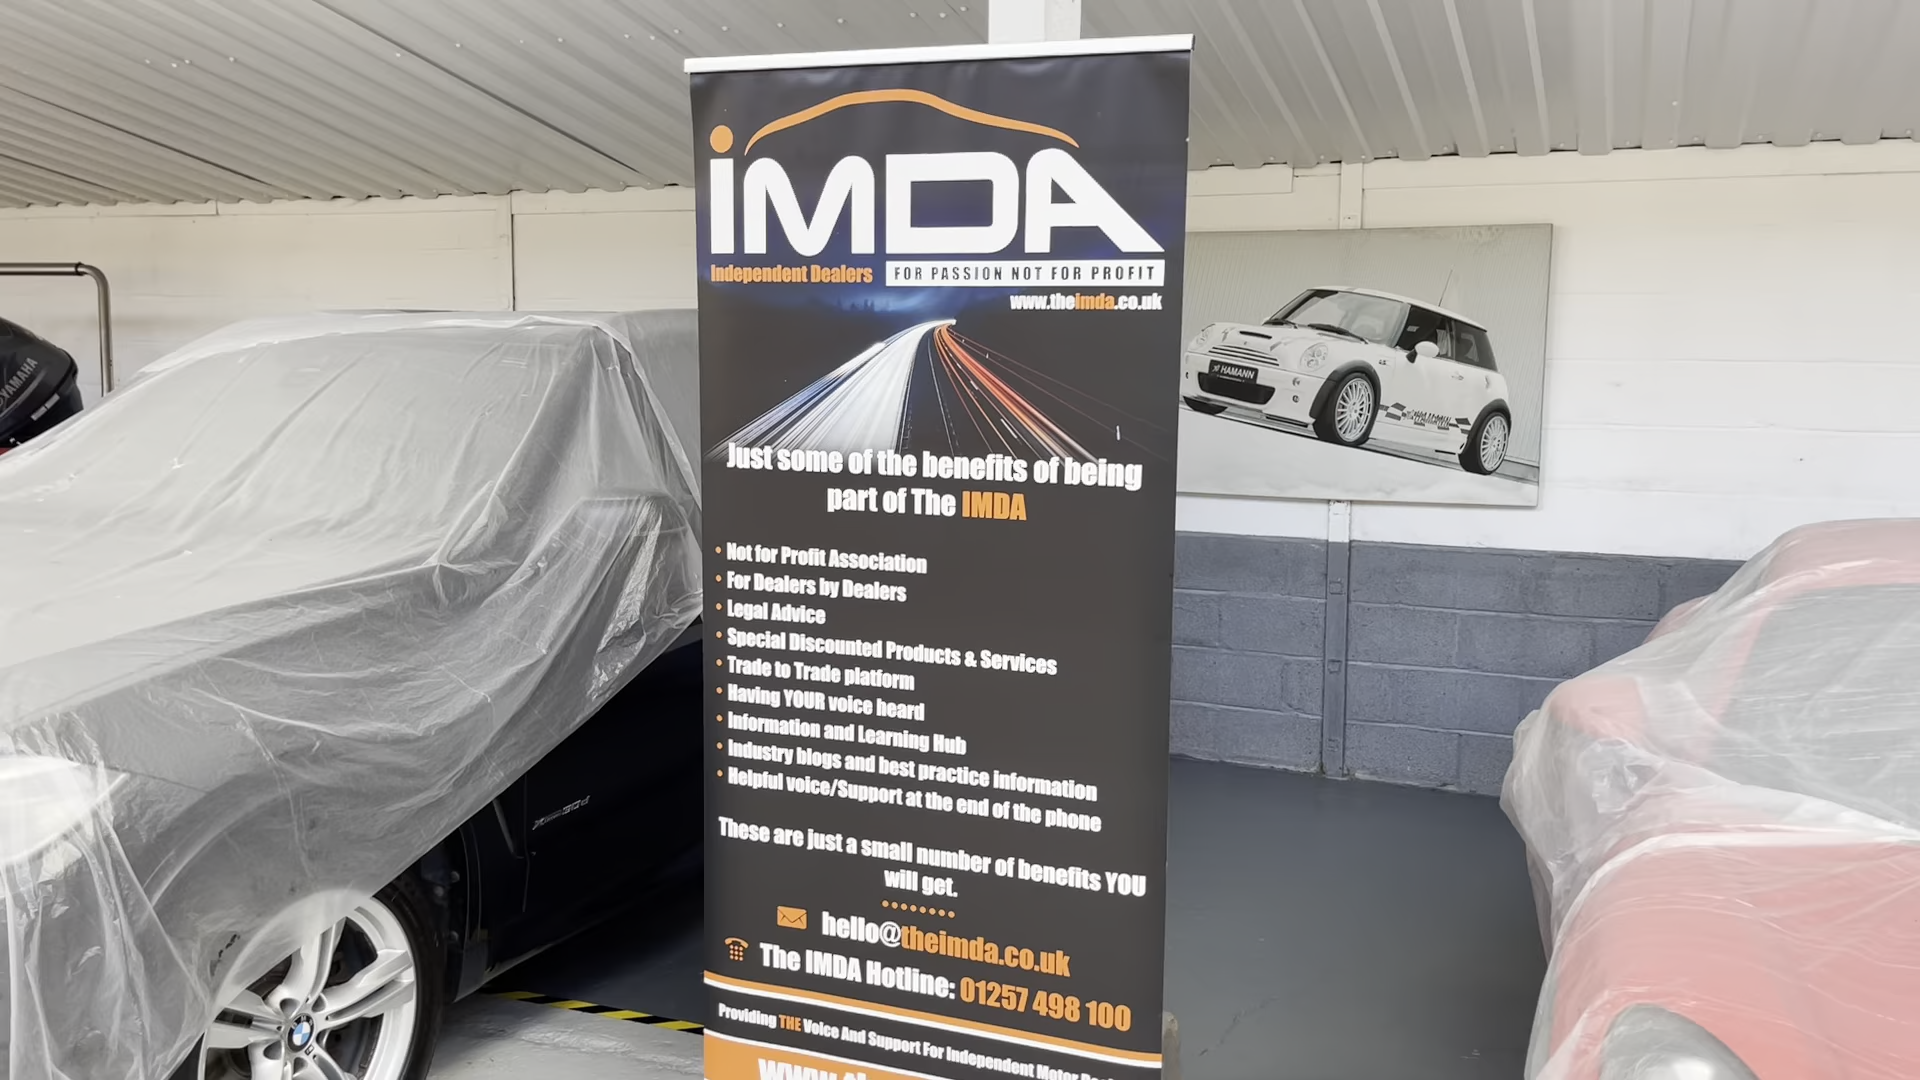 iMDA
Independent Dealers
FOR PASSION NOT FOR PROFIT
www.theimda.co.uk
Just some of the benefits of being
part of The IMDA
• Not for Profit Association
• For Dealers by Dealers
• Legal Advice
• Special Discounted Products & Services
• Trade to Trade platform
• Having YOUR voice heard
• Information and Learning Hub
• Industry blogs and best practice information
• Helpful voice/Support at the end of the phone
These are just a small number of benefits YOU
will get.
hello@theimda.co.uk
The IMDA Hotline: 01257 498 100
Providing THE Voice And Support For Independent Motor
YAMAHA
HAMANN
HAMANN